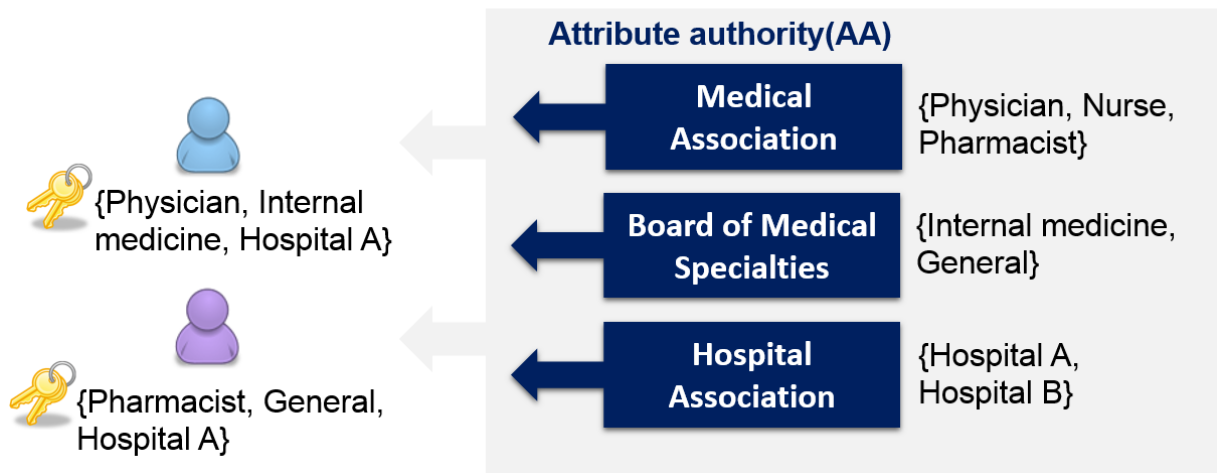 Attribute authority(AA)
Medical
Association
{Physician, Nurse,
Pharmacist}
{Physician, Internal
medicine, Hospital A}
Board of Medical
Specialties
{Internal medicine,
General}
Hospital
Association
{Hospital A,
Hospital B}
{Pharmacist, General,
Hospital A}